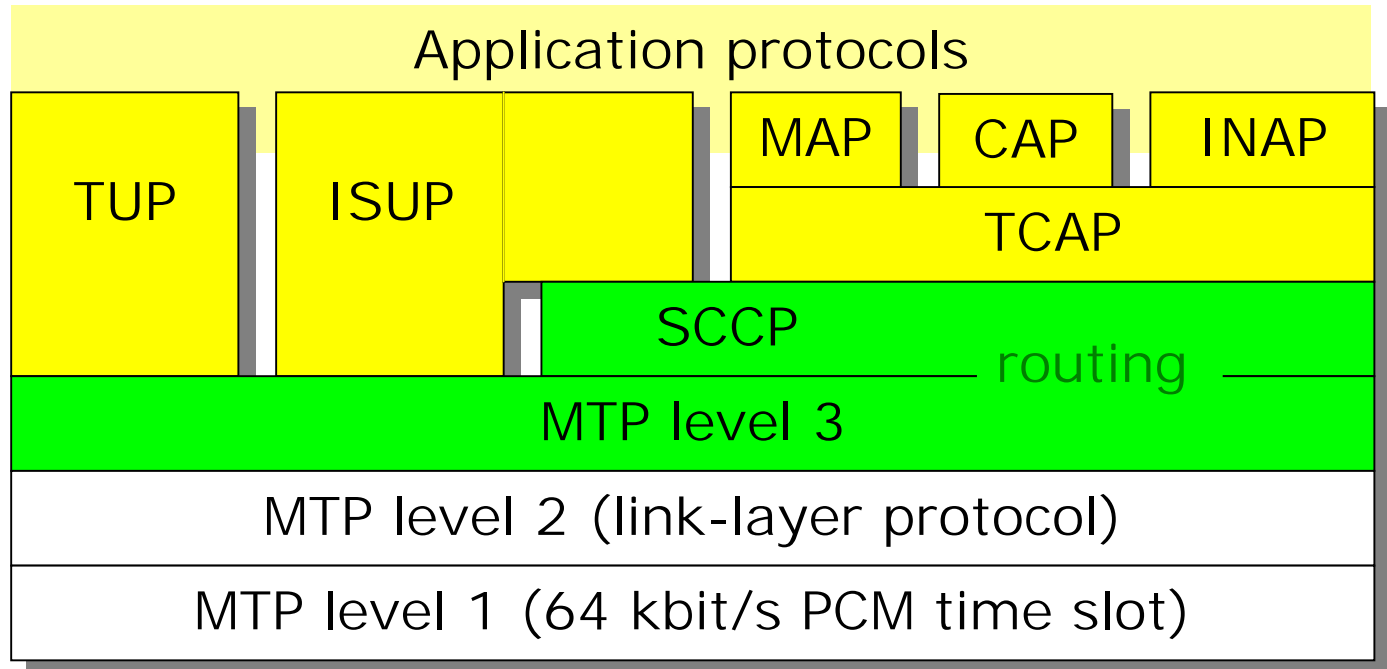 Application protocols
MAP CAP INAP
TUP ISUP
TCAP
SCCP
routing
MTP level 3
MTP level 2 (link-layer protocol)
MTP level 1 (64 kbit/s PCM time slot)